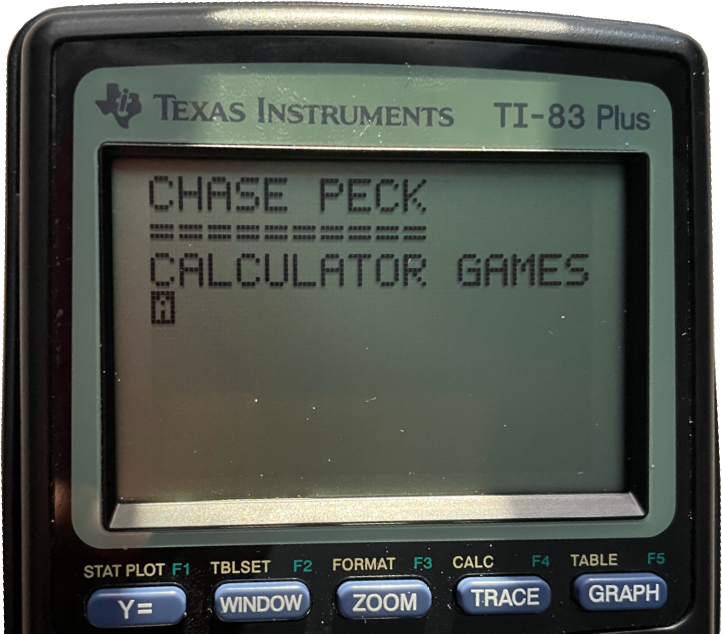 TEXAS INSTRUMENTS TI-83 Plus
CHASE PECK
==========
CALCULATOR GAMES
A
STAT PLOT F1 TBLSET F2 FORMAT F3 CALC F4 TABLE F5
Y= WINDOW ZOOM TRACE GRAPH